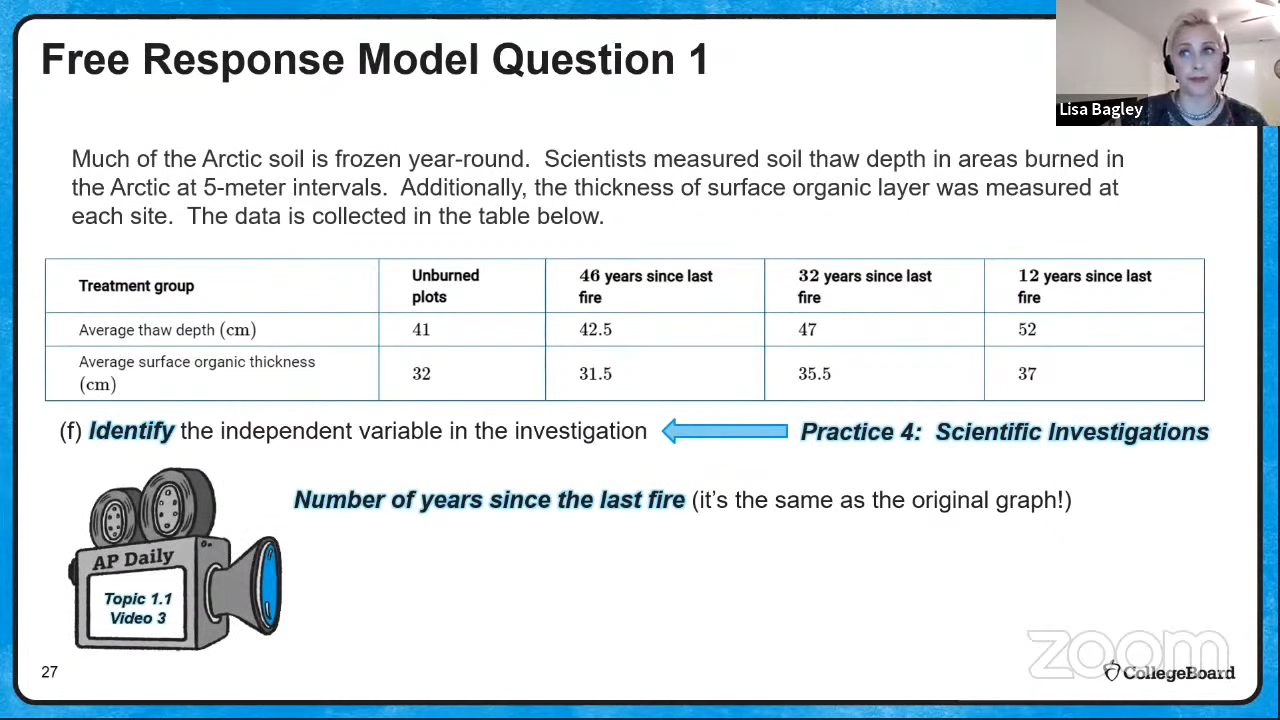 Free Response Model Question 1
Lisa Bagley
Much of the Arctic soil is frozen year-round. Scientists measured soil thaw depth in areas burned in
the Arctic at 5-meter intervals. Additionally, the thickness of surface organic layer was measured at
each site. The data is collected in the table below.
Treatment group
Unburned
plots
46 years since last
fire
32 years since last
fire
12 years since last
fire
Average thaw depth (cm)
41
42.5
47
52
Average surface organic thickness
(cm)
32
31.5
35.5
37
(f) Identify the independent variable in the investigation
Practice 4: Scientific Investigations
Number of years since the last fire (it's the same as the original graph!)
AP Daily
Topic 1.1
Video 3
27
zoom
CollegeBoard